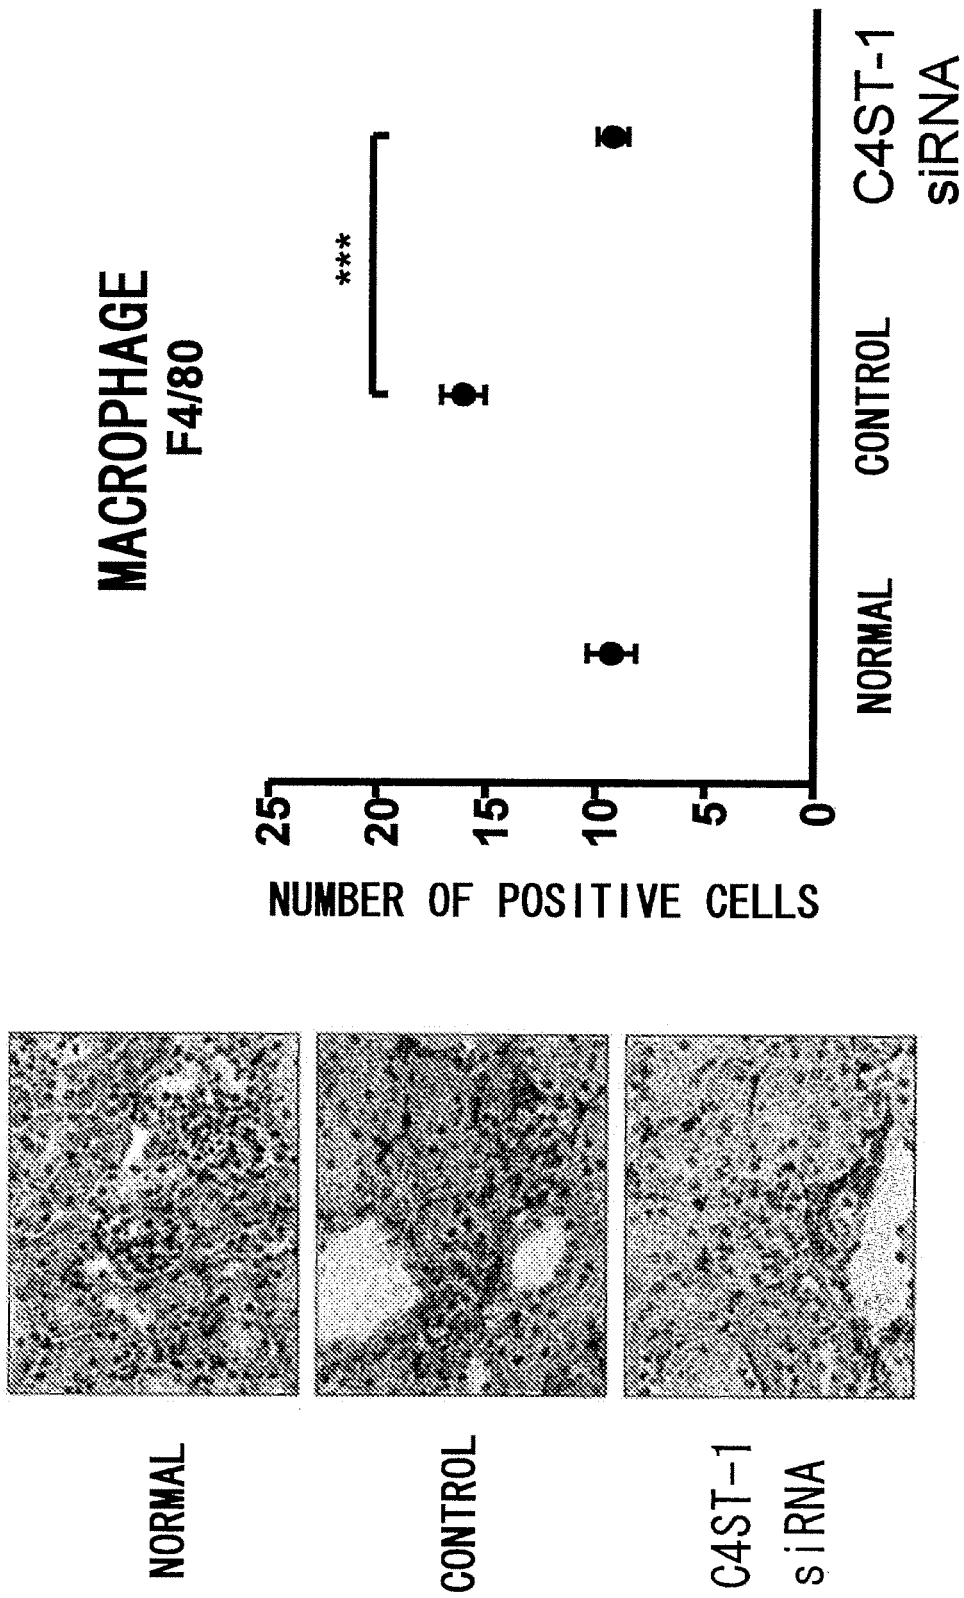 NORMAL
CONTROL
C4ST-1
siRNA
MACROPHAGE
F4/80
***
NUMBER OF POSITIVE CELLS
25
20
15
10
5
0
NORMAL
CONTROL
C4ST-1
siRNA